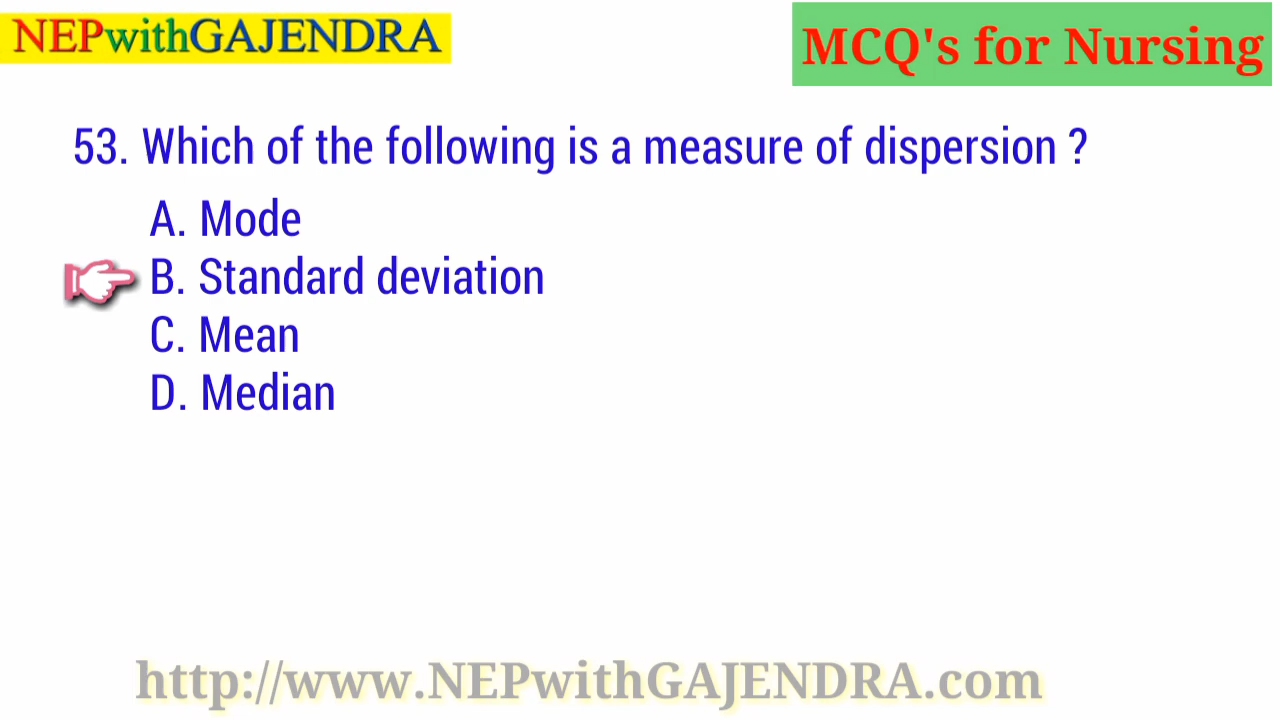 NEPwithGAJENDRA
MCQ's for Nursing
53. Which of the following is a measure of dispersion ?
A. Mode
B. Standard deviation
C. Mean
D. Median
http://www.NEPwithGAJENDRA.com